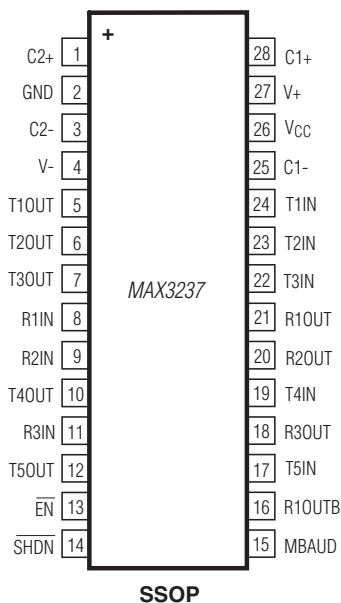 +
C2+ 1 28 C1+
GND 2 27 V+
C2- 3 26 VCC
V- 4 25 C1-
T1OUT 5 24 T1IN
T2OUT 6 23 T2IN
T3OUT 7 22 T3IN
MAX3237
R1IN 8 21 R1OUT
R2IN 9 20 R2OUT
T4OUT 10 19 T4IN
R3IN 11 18 R3OUT
T5OUT 12 17 T5IN
E̅N̅ 13 16 R1OUTB
S̅H̅D̅N̅ 14 15 MBAUD
SSOP